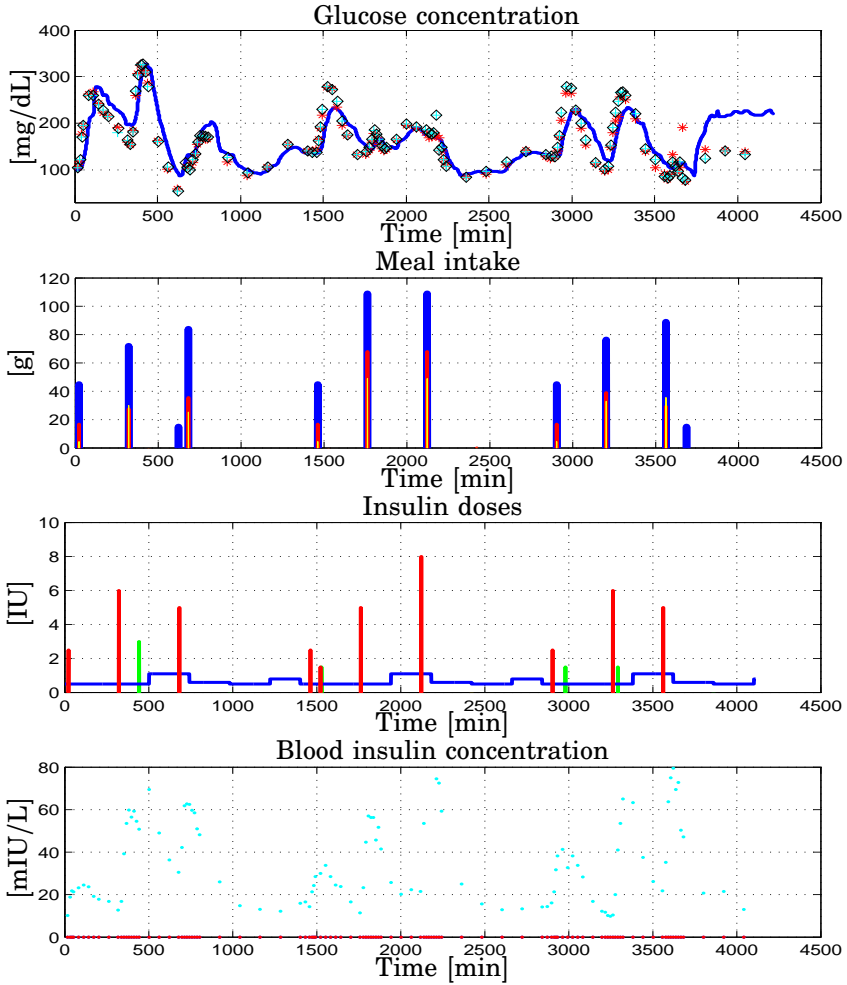 Glucose concentration
[mg/dL]
400
300
200
100
0 500 1000 1500 2000 2500 3000 3500 4000 4500
Time [min]
Meal intake
[g]
120
100
80
60
40
20
0
0 500 1000 1500 2000 2500 3000 3500 4000 4500
Time [min]
Insulin doses
[IU]
10
8
6
4
2
0
0 500 1000 1500 2000 2500 3000 3500 4000 4500
Time [min]
Blood insulin concentration
[mIU/L]
80
60
40
20
0
0 500 1000 1500 2000 2500 3000 3500 4000 4500
Time [min]